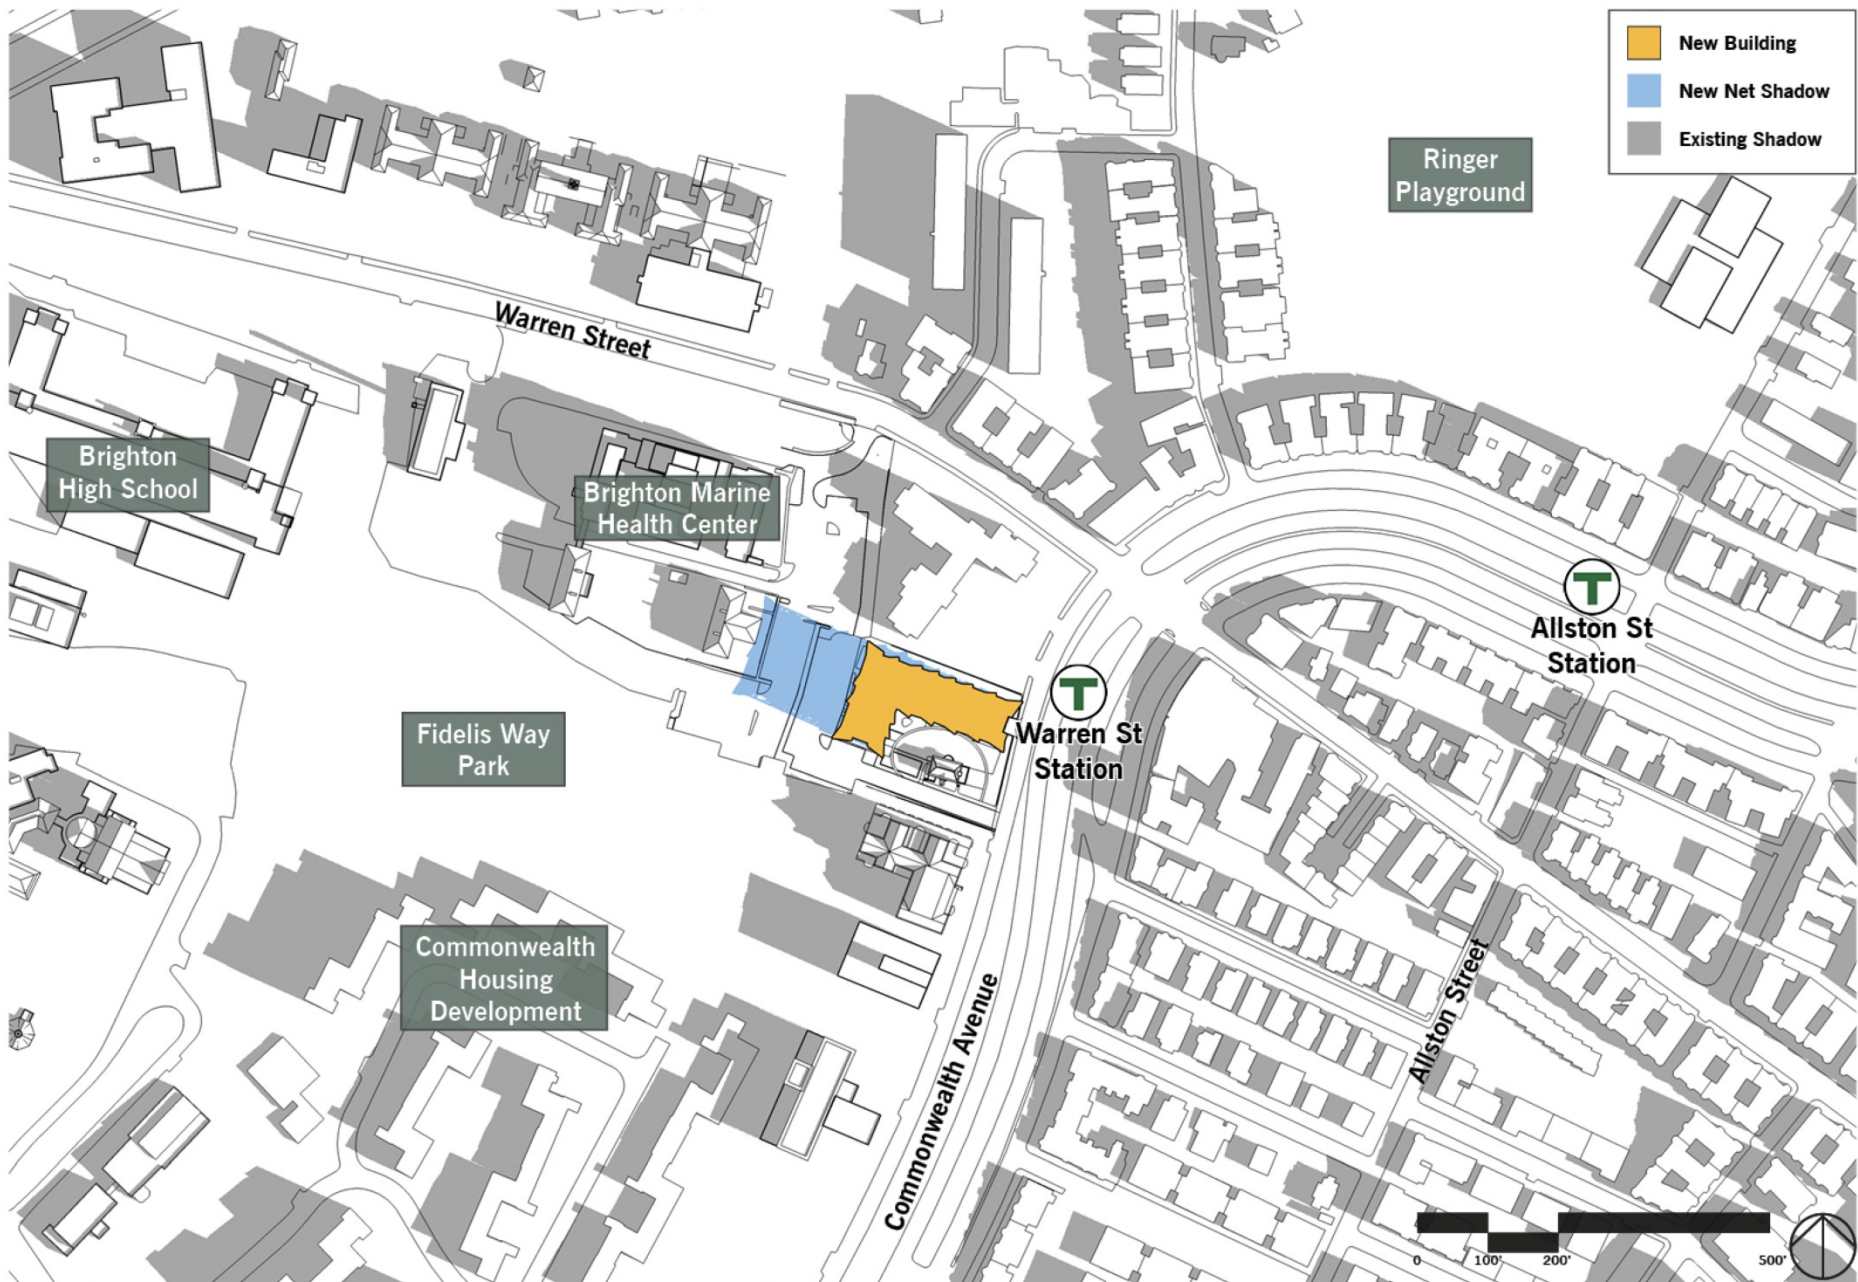 New Building
New Net Shadow
Existing Shadow
Ringer
Playground
Warren Street
Brighton
High School
Brighton Marine
Health Center
T
Allston St
Station
T
Warren St
Station
Fidelis Way
Park
Commonwealth
Housing
Development
Commonwealth Avenue
Allston Street
0 100' 200' 500'